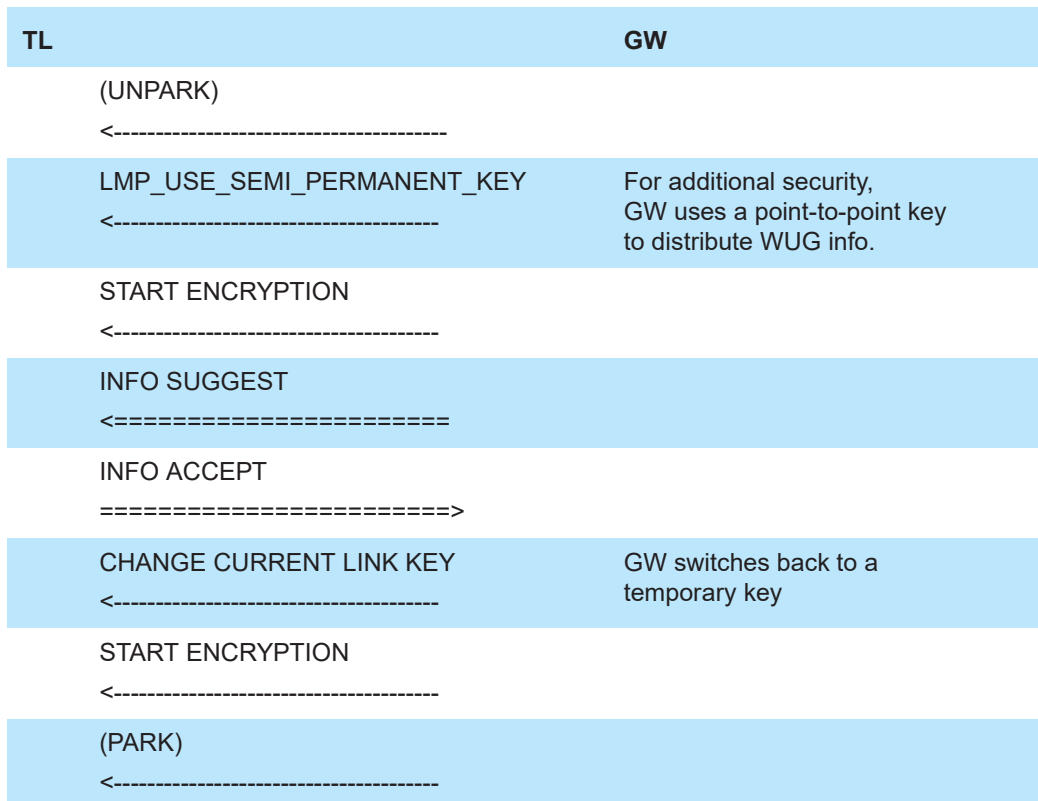 TL GW
(UNPARK)
<----------------------------------------
LMP_USE_SEMI_PERMANENT_KEY For additional security,
<--------------------------------------- GW uses a point-to-point key
to distribute WUG info.
START ENCRYPTION
<---------------------------------------
INFO SUGGEST
<=======================
INFO ACCEPT
========================>
CHANGE CURRENT LINK KEY GW switches back to a
<--------------------------------------- temporary key
START ENCRYPTION
<---------------------------------------
(PARK)
<---------------------------------------